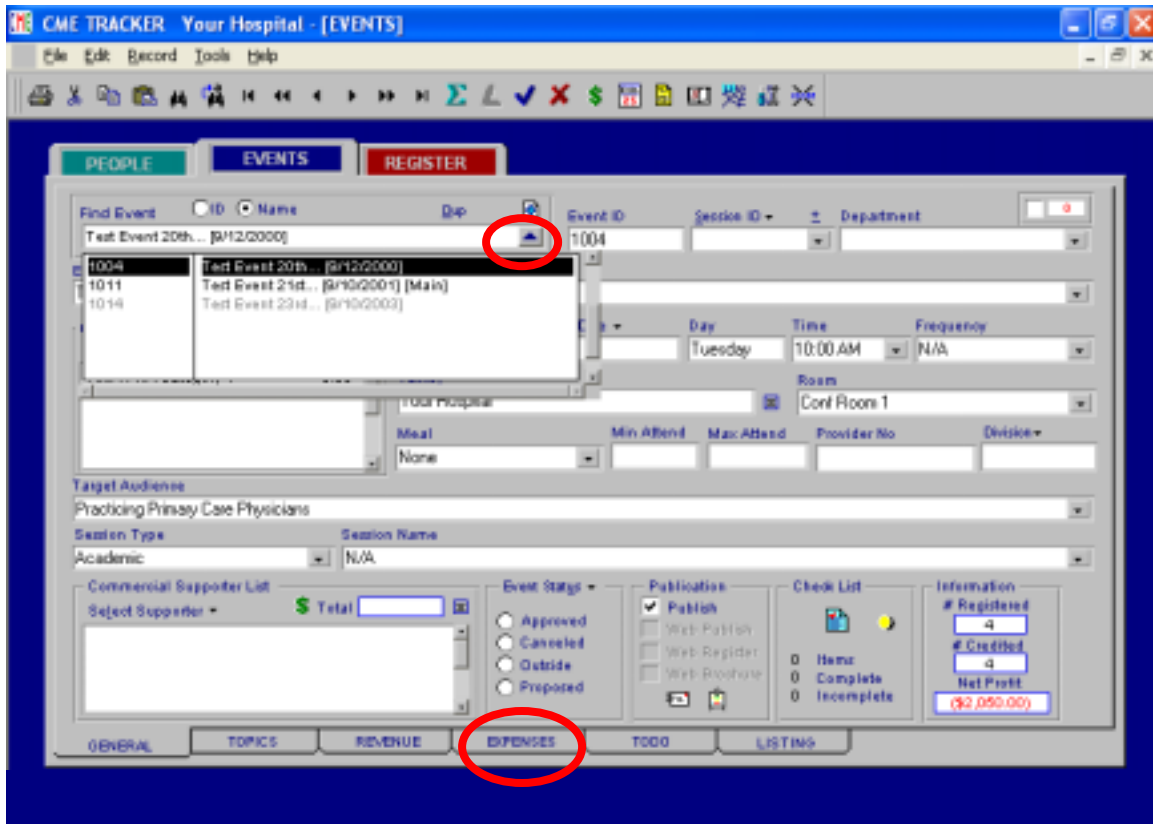 CME TRACKER Your Hospital - [EVENTS]
File Edit Record Tools Help
PEOPLE EVENTS REGISTER
Find Event ID Name Event ID Session ID ± Department 0
Test Event 20th... [9/12/2000] 1004
1004 Test Event 20th... [9/12/2000]
1011 Test Event 21st... [9/10/2001] [Main]
1014 Test Event 23rd... [9/10/2003]
Day Time Frequency
Tuesday 10:00 AM N/A
Room
Your Hospital Conf Room 1
Meal Min Attend Max Attend Provider No Division
None
Target Audience
Practicing Primary Care Physicians
Session Type Session Name
Academic N/A
Commercial Supporter List Event Status Publication Check List Information
Select Supporter $ Total Approved Publish # Registered
4
Canceled Web Publish # Credited
Outside Web Register 0 Items 4
Proposed Web Brochure 0 Complete Net Profit
0 Incomplete ($2,050.00)
GENERAL TOPICS REVENUE EXPENSES TODO LISTING